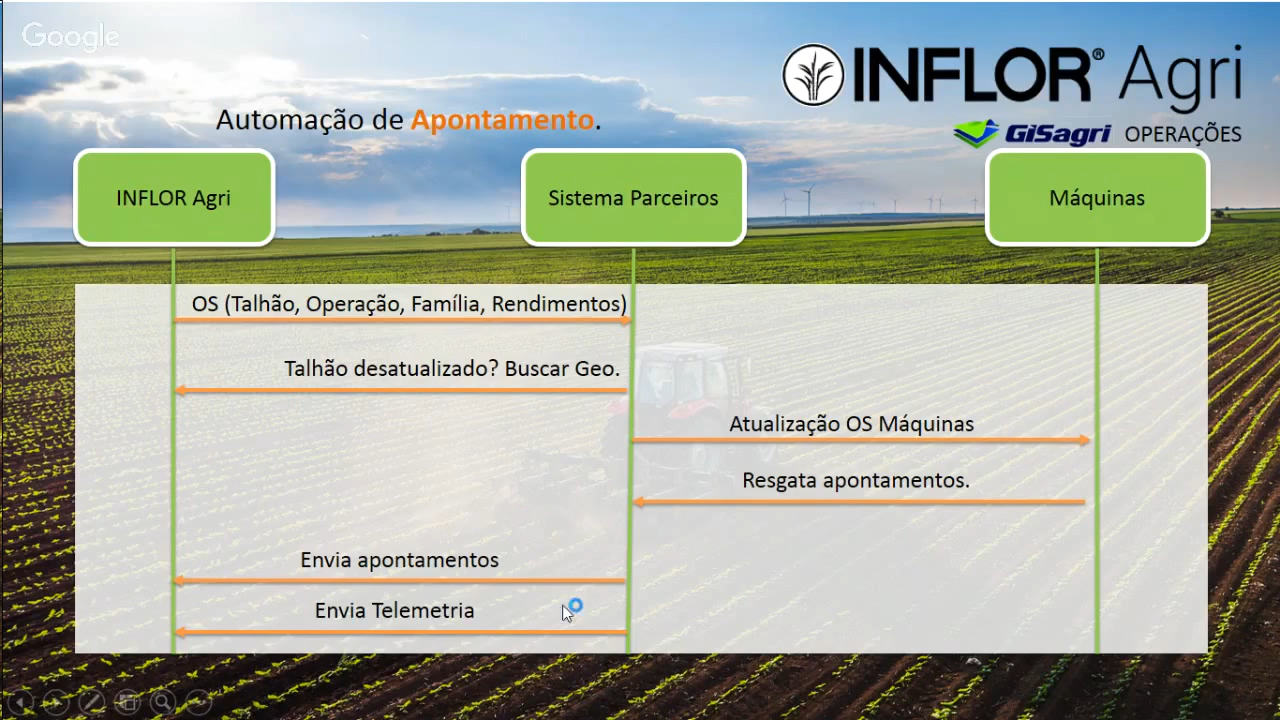 Google
INFLOR® Agri
Automação de Apontamento.
GiSagri OPERAÇÕES
INFLOR Agri
Sistema Parceiros
Máquinas
OS (Talhão, Operação, Família, Rendimentos)
Talhão desatualizado? Buscar Geo.
Atualização OS Máquinas
Resgata apontamentos.
Envia apontamentos
Envia Telemetria